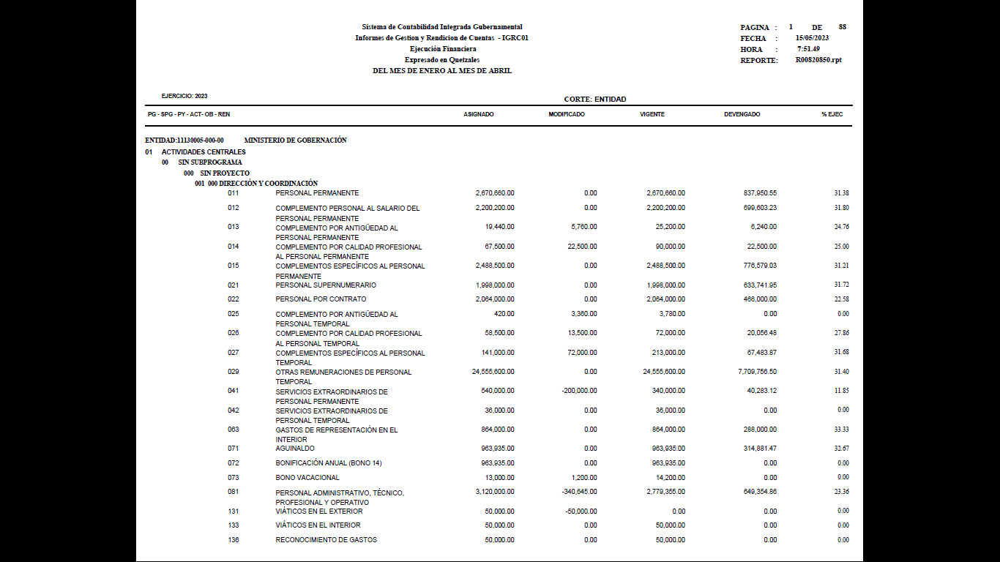 Sistema de Contabilidad Integrada Gubernamental
Informes de Gestion y Rendicion de Cuentas - IGRC01
Ejecución Financiera
Expresado en Quetzales
DEL MES DE ENERO AL MES DE ABRIL
PAGINA : 1 DE 88
FECHA : 15/05/2023
HORA : 7:51.49
REPORTE: R00820850.rpt
EJERCICIO: 2023
CORTE: ENTIDAD
PG - SPG - PY - ACT- OB - REN ASIGNADO MODIFICADO VIGENTE DEVENGADO % EJEC
ENTIDAD:11130005-000-00 MINISTERIO DE GOBERNACIÓN
01 ACTIVIDADES CENTRALES
00 SIN SUBPROGRAMA
000 SIN PROYECTO
001 000 DIRECCIÓN Y COORDINACIÓN
011 PERSONAL PERMANENTE 2,670,660.00 0.00 2,670,660.00 837,950.55 31.38
012 COMPLEMENTO PERSONAL AL SALARIO DEL 2,200,200.00 0.00 2,200,200.00 699,603.23 31.80
PERSONAL PERMANENTE
013 COMPLEMENTO POR ANTIGÜEDAD AL 19,440.00 5,760.00 25,200.00 6,240.00 24.76
PERSONAL PERMANENTE
014 COMPLEMENTO POR CALIDAD PROFESIONAL 67,500.00 22,500.00 90,000.00 22,500.00 25.00
AL PERSONAL PERMANENTE
015 COMPLEMENTOS ESPECÍFICOS AL PERSONAL 2,488,500.00 0.00 2,488,500.00 776,579.03 31.21
PERMANENTE
021 PERSONAL SUPERNUMERARIO 1,998,000.00 0.00 1,998,000.00 633,741.95 31.72
022 PERSONAL POR CONTRATO 2,064,000.00 0.00 2,064,000.00 466,000.00 22.58
025 COMPLEMENTO POR ANTIGÜEDAD AL 420.00 3,360.00 3,780.00 0.00 0.00
PERSONAL TEMPORAL
026 COMPLEMENTO POR CALIDAD PROFESIONAL 58,500.00 13,500.00 72,000.00 20,056.48 27.86
AL PERSONAL TEMPORAL
027 COMPLEMENTOS ESPECÍFICOS AL PERSONAL 141,000.00 72,000.00 213,000.00 67,483.87 31.68
TEMPORAL
029 OTRAS REMUNERACIONES DE PERSONAL 24,555,600.00 0.00 24,555,600.00 7,709,756.50 31.40
TEMPORAL
041 SERVICIOS EXTRAORDINARIOS DE 540,000.00 -200,000.00 340,000.00 40,283.12 11.85
PERSONAL PERMANENTE
042 SERVICIOS EXTRAORDINARIOS DE 36,000.00 0.00 36,000.00 0.00 0.00
PERSONAL TEMPORAL
063 GASTOS DE REPRESENTACIÓN EN EL 864,000.00 0.00 864,000.00 288,000.00 33.33
INTERIOR
071 AGUINALDO 963,935.00 0.00 963,935.00 314,881.47 32.67
072 BONIFICACIÓN ANUAL (BONO 14) 963,935.00 0.00 963,935.00 0.00 0.00
073 BONO VACACIONAL 13,000.00 1,200.00 14,200.00 0.00 0.00
081 PERSONAL ADMINISTRATIVO, TÉCNICO, 3,120,000.00 -340,645.00 2,779,355.00 649,354.86 23.36
PROFESIONAL Y OPERATIVO
131 VIÁTICOS EN EL EXTERIOR 50,000.00 -50,000.00 0.00 0.00 0.00
133 VIÁTICOS EN EL INTERIOR 50,000.00 0.00 50,000.00 0.00 0.00
136 RECONOCIMIENTO DE GASTOS 50,000.00 0.00 50,000.00 0.00 0.00